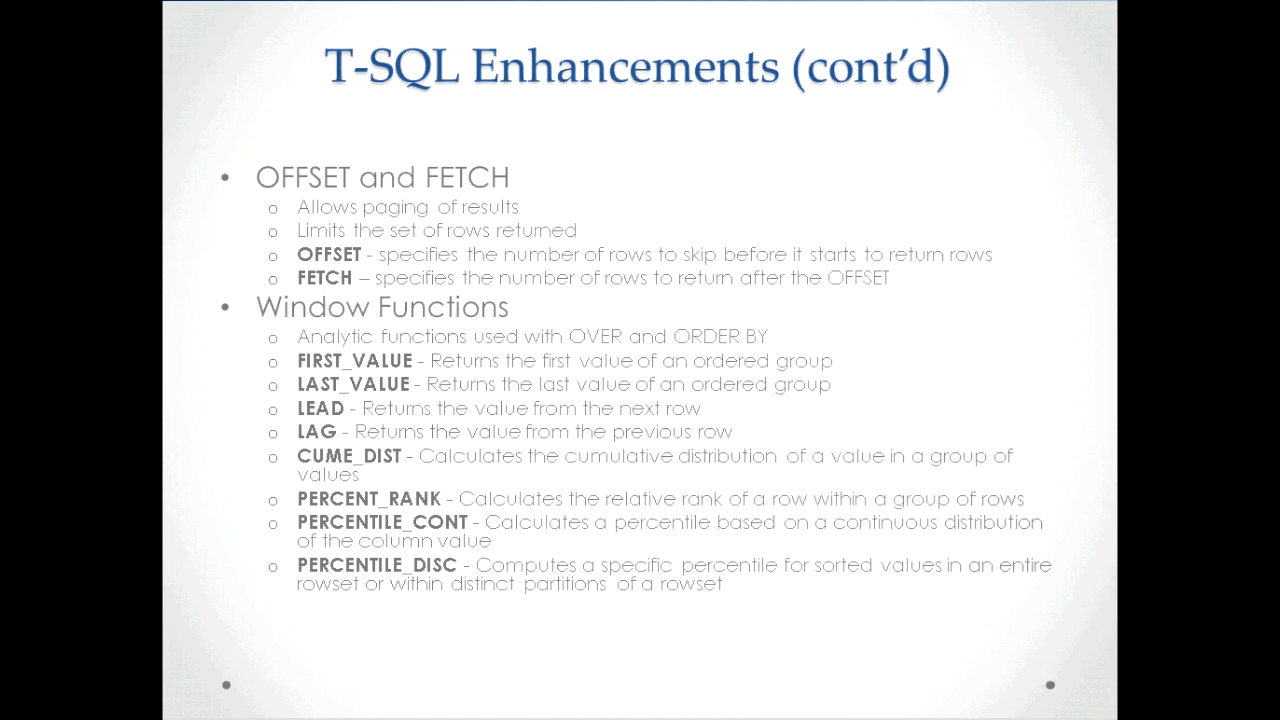 T-SQL Enhancements (cont’d)
• OFFSET and FETCH
o Allows paging of results
o Limits the set of rows returned
o OFFSET - specifies the number of rows to skip before it starts to return rows
o FETCH – specifies the number of rows to return after the OFFSET
• Window Functions
o Analytic functions used with OVER and ORDER BY
o FIRST_VALUE - Returns the first value of an ordered group
o LAST_VALUE - Returns the last value of an ordered group
o LEAD - Returns the value from the next row
o LAG - Returns the value from the previous row
o CUME_DIST - Calculates the cumulative distribution of a value in a group of
values
o PERCENT_RANK - Calculates the relative rank of a row within a group of rows
o PERCENTILE_CONT - Calculates a percentile based on a continuous distribution
of the column value
o PERCENTILE_DISC - Computes a specific percentile for sorted values in an entire
rowset or within distinct partitions of a rowset